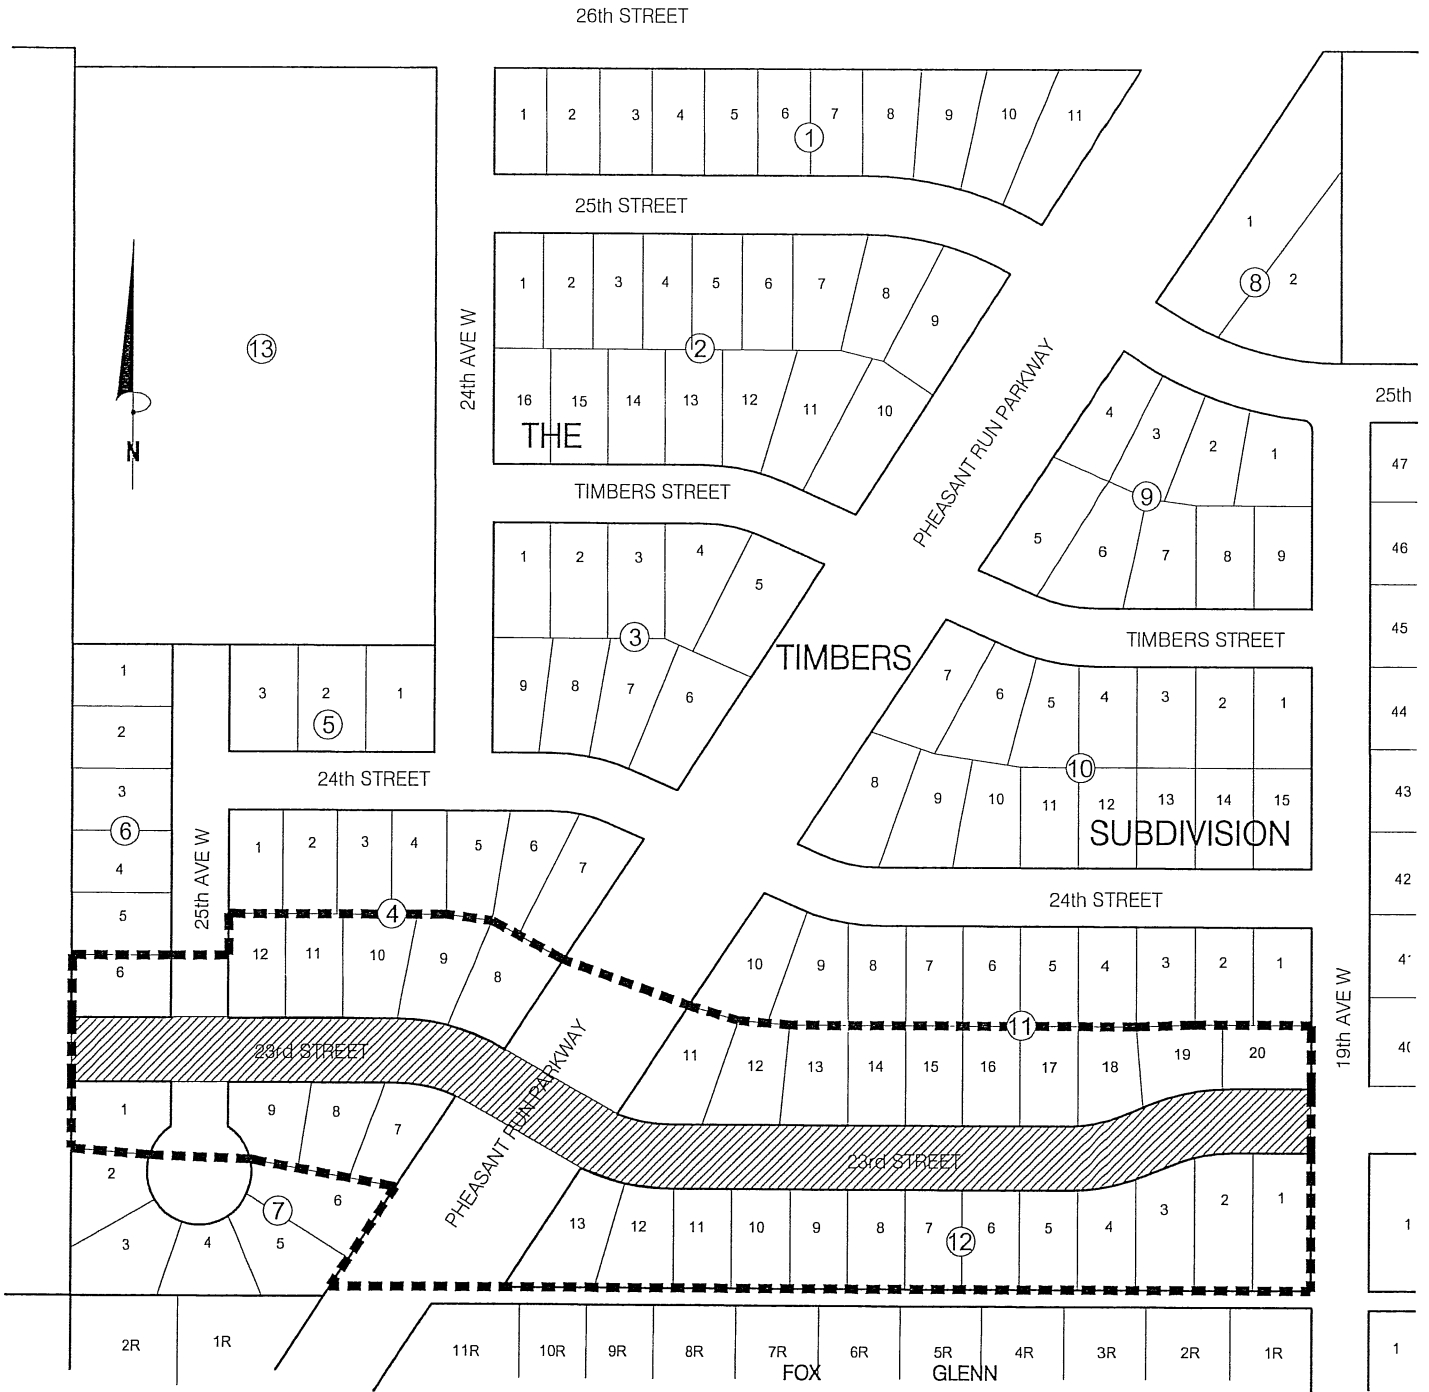 26th STREET
1 2 3 4 5 6 7 8 9 10 11
1
25th STREET
1
8 2
1 2 3 4 5 6 7 8 9
2
13
24th AVE W
PHEASANT RUN PARKWAY
25th
16 15 14 13 12 11 10
THE
N
4 3 2 1
9
47
TIMBERS STREET
5 6 7 8 9
46
1 2 3 4 5
3
45
TIMBERS STREET
TIMBERS
9 8 7 6
1
3 2 1
5
7 6 5 4 3 2 1
10
44
2
24th STREET
3
8 9 10 11 12 13 14 15
43
SUBDIVISION
6
25th AVE W
1 2 3 4 5 6 7
4
42
24th STREET
5
4
12 11 10 9 8
6
10 9 8 7 6 5 4 3 2 1
11
19th AVE W
23rd STREET
11 12 13 14 15 16 17 18 19 20
PHEASANT RUN PARKWAY
1
9 8 7
23rd STREET
2
7
6
3 4 5
13 12 11 10 9 8 7 6 5 4 3 2 1
12
1
2R 1R
11R 10R 9R 8R 7R 6R 5R 4R 3R 2R 1R
1
FOX GLENN